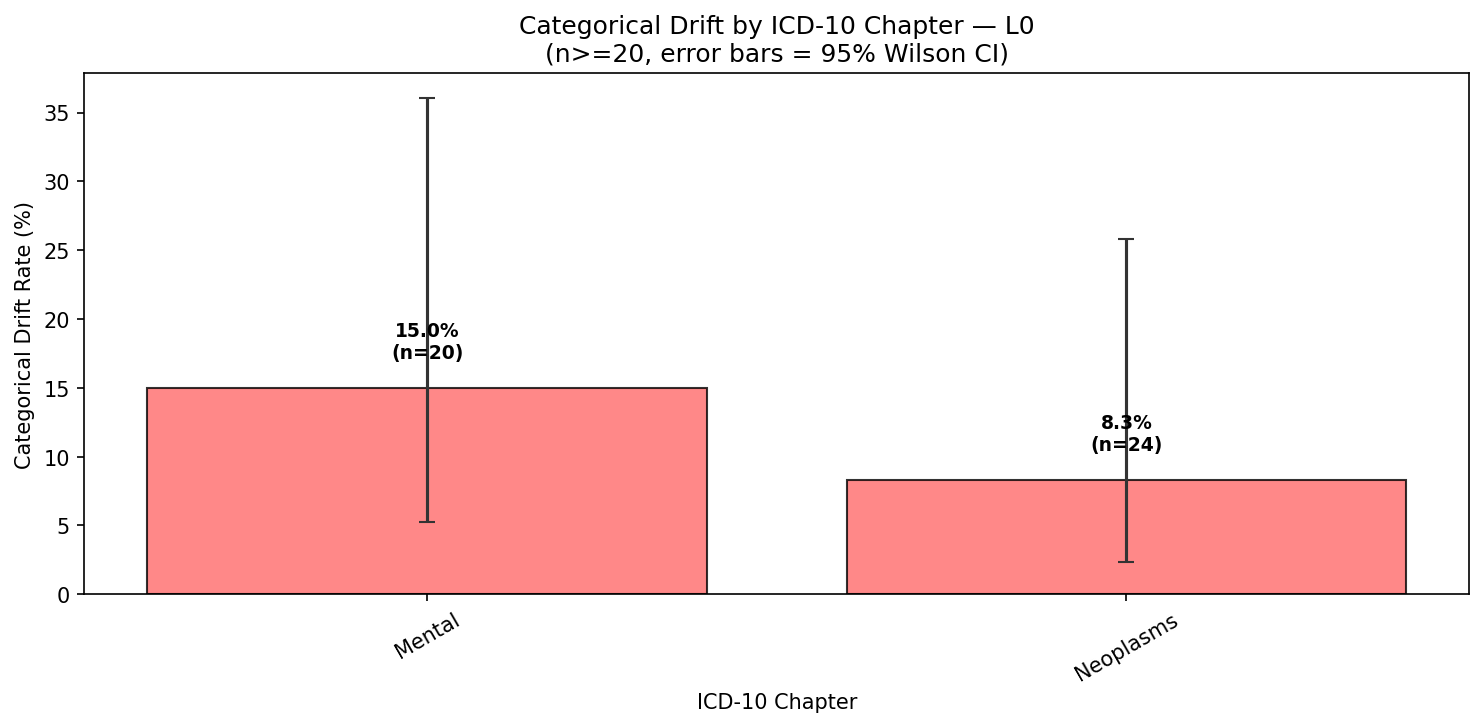 Categorical Drift by ICD-10 Chapter — L0
(n>=20, error bars = 95% Wilson CI)
Categorical Drift Rate (%)
35
30
25
20
15
10
5
0
15.0%
(n=20)
8.3%
(n=24)
Mental
Neoplasms
ICD-10 Chapter